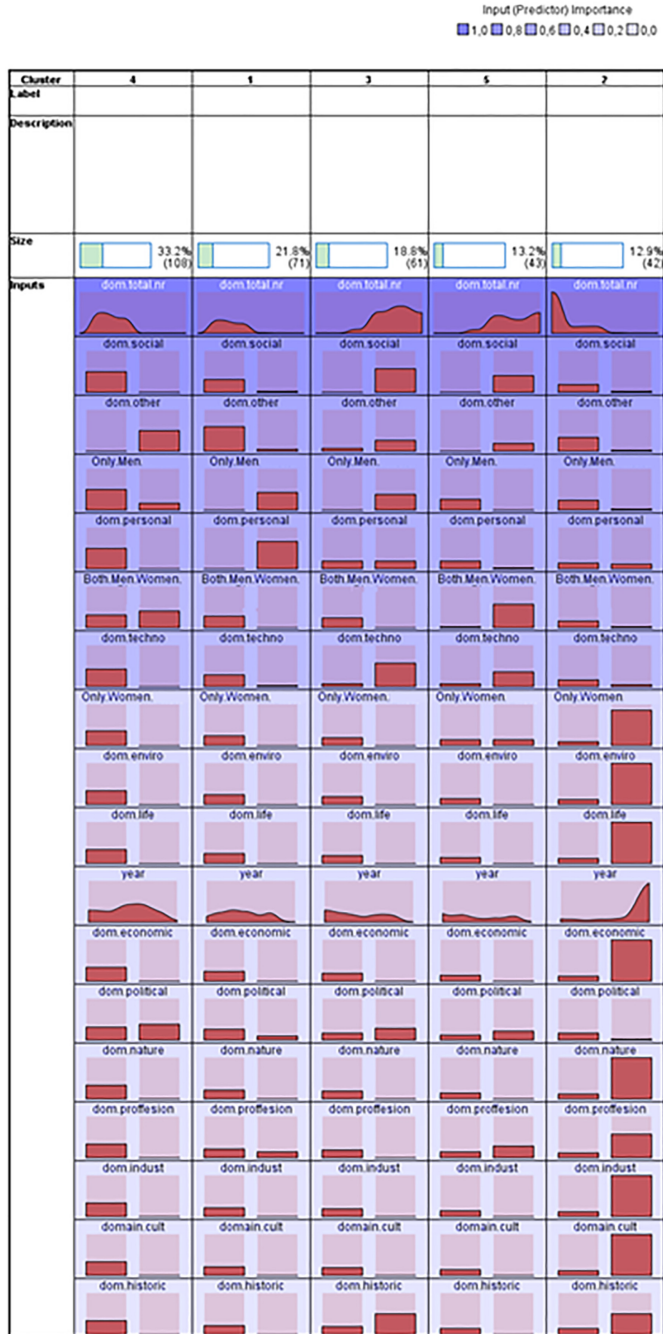 Input (Predictor) Importance
1,0 0,8 0,6 0,4 0,2 0,0
Cluster 4 1 3 5 2
Label
Description
Size 33.2% 21.8% 18.8% 13.2% 12.9%
(108) (71) (61) (43) (42)
Inputs dom.total.nr dom.total.nr dom.total.nr dom.total.nr dom.total.nr
dom.social dom.social dom.social dom.social dom.social
dom.other dom.other dom.other dom.other dom.other
Only.Men. Only.Men. Only.Men. Only.Men. Only.Men.
dom.personal dom.personal dom.personal dom.personal dom.personal
Both.Men.Women. Both.Men.Women. Both.Men.Women. Both.Men.Women. Both.Men.Women.
dom.techno dom.techno dom.techno dom.techno dom.techno
Only.Women. Only.Women. Only.Women. Only.Women. Only.Women.
dom.enviro dom.enviro dom.enviro dom.enviro dom.enviro
dom.life dom.life dom.life dom.life dom.life
year year year year year
dom.economic dom.economic dom.economic dom.economic dom.economic
dom.political dom.political dom.political dom.political dom.political
dom.nature dom.nature dom.nature dom.nature dom.nature
dom.proffesion dom.proffesion dom.proffesion dom.proffesion dom.proffesion
dom.indust dom.indust dom.indust dom.indust dom.indust
domain.cult domain.cult domain.cult domain.cult domain.cult
dom.historic dom.historic dom.historic dom.historic dom.historic